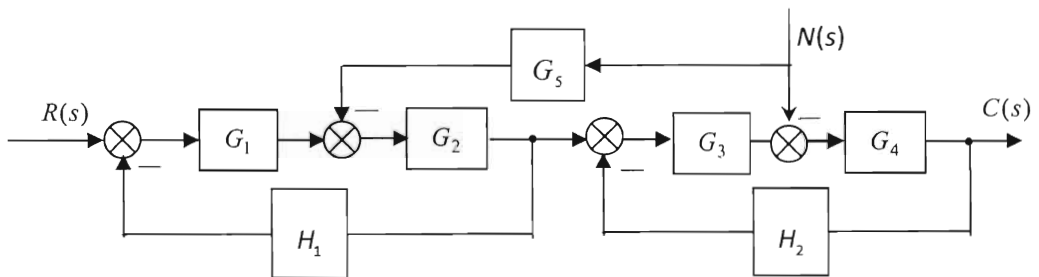 N(s)
G₅
R(s)
C(s)
G₁
G₂
G₃
G₄
H₁
H₂